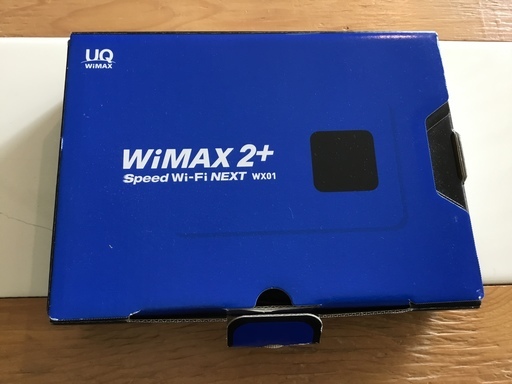 UQ
WiMAX
WiMAX 2+
Speed Wi-Fi NEXT WX01